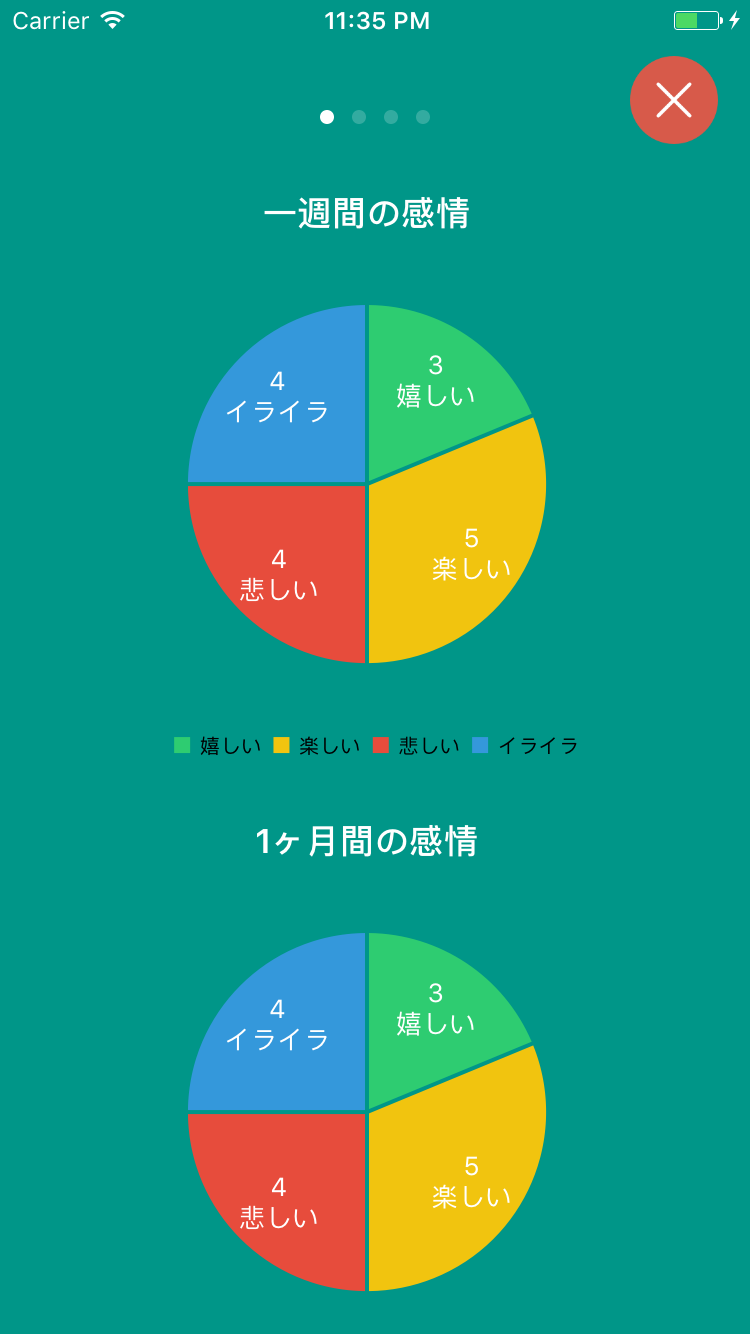 Carrier 11:35 PM
一週間の感情
3
嬉しい
4
イライラ
5
楽しい
4
悲しい
嬉しい 楽しい 悲しい イライラ
1ヶ月間の感情
3
嬉しい
4
イライラ
5
楽しい
4
悲しい